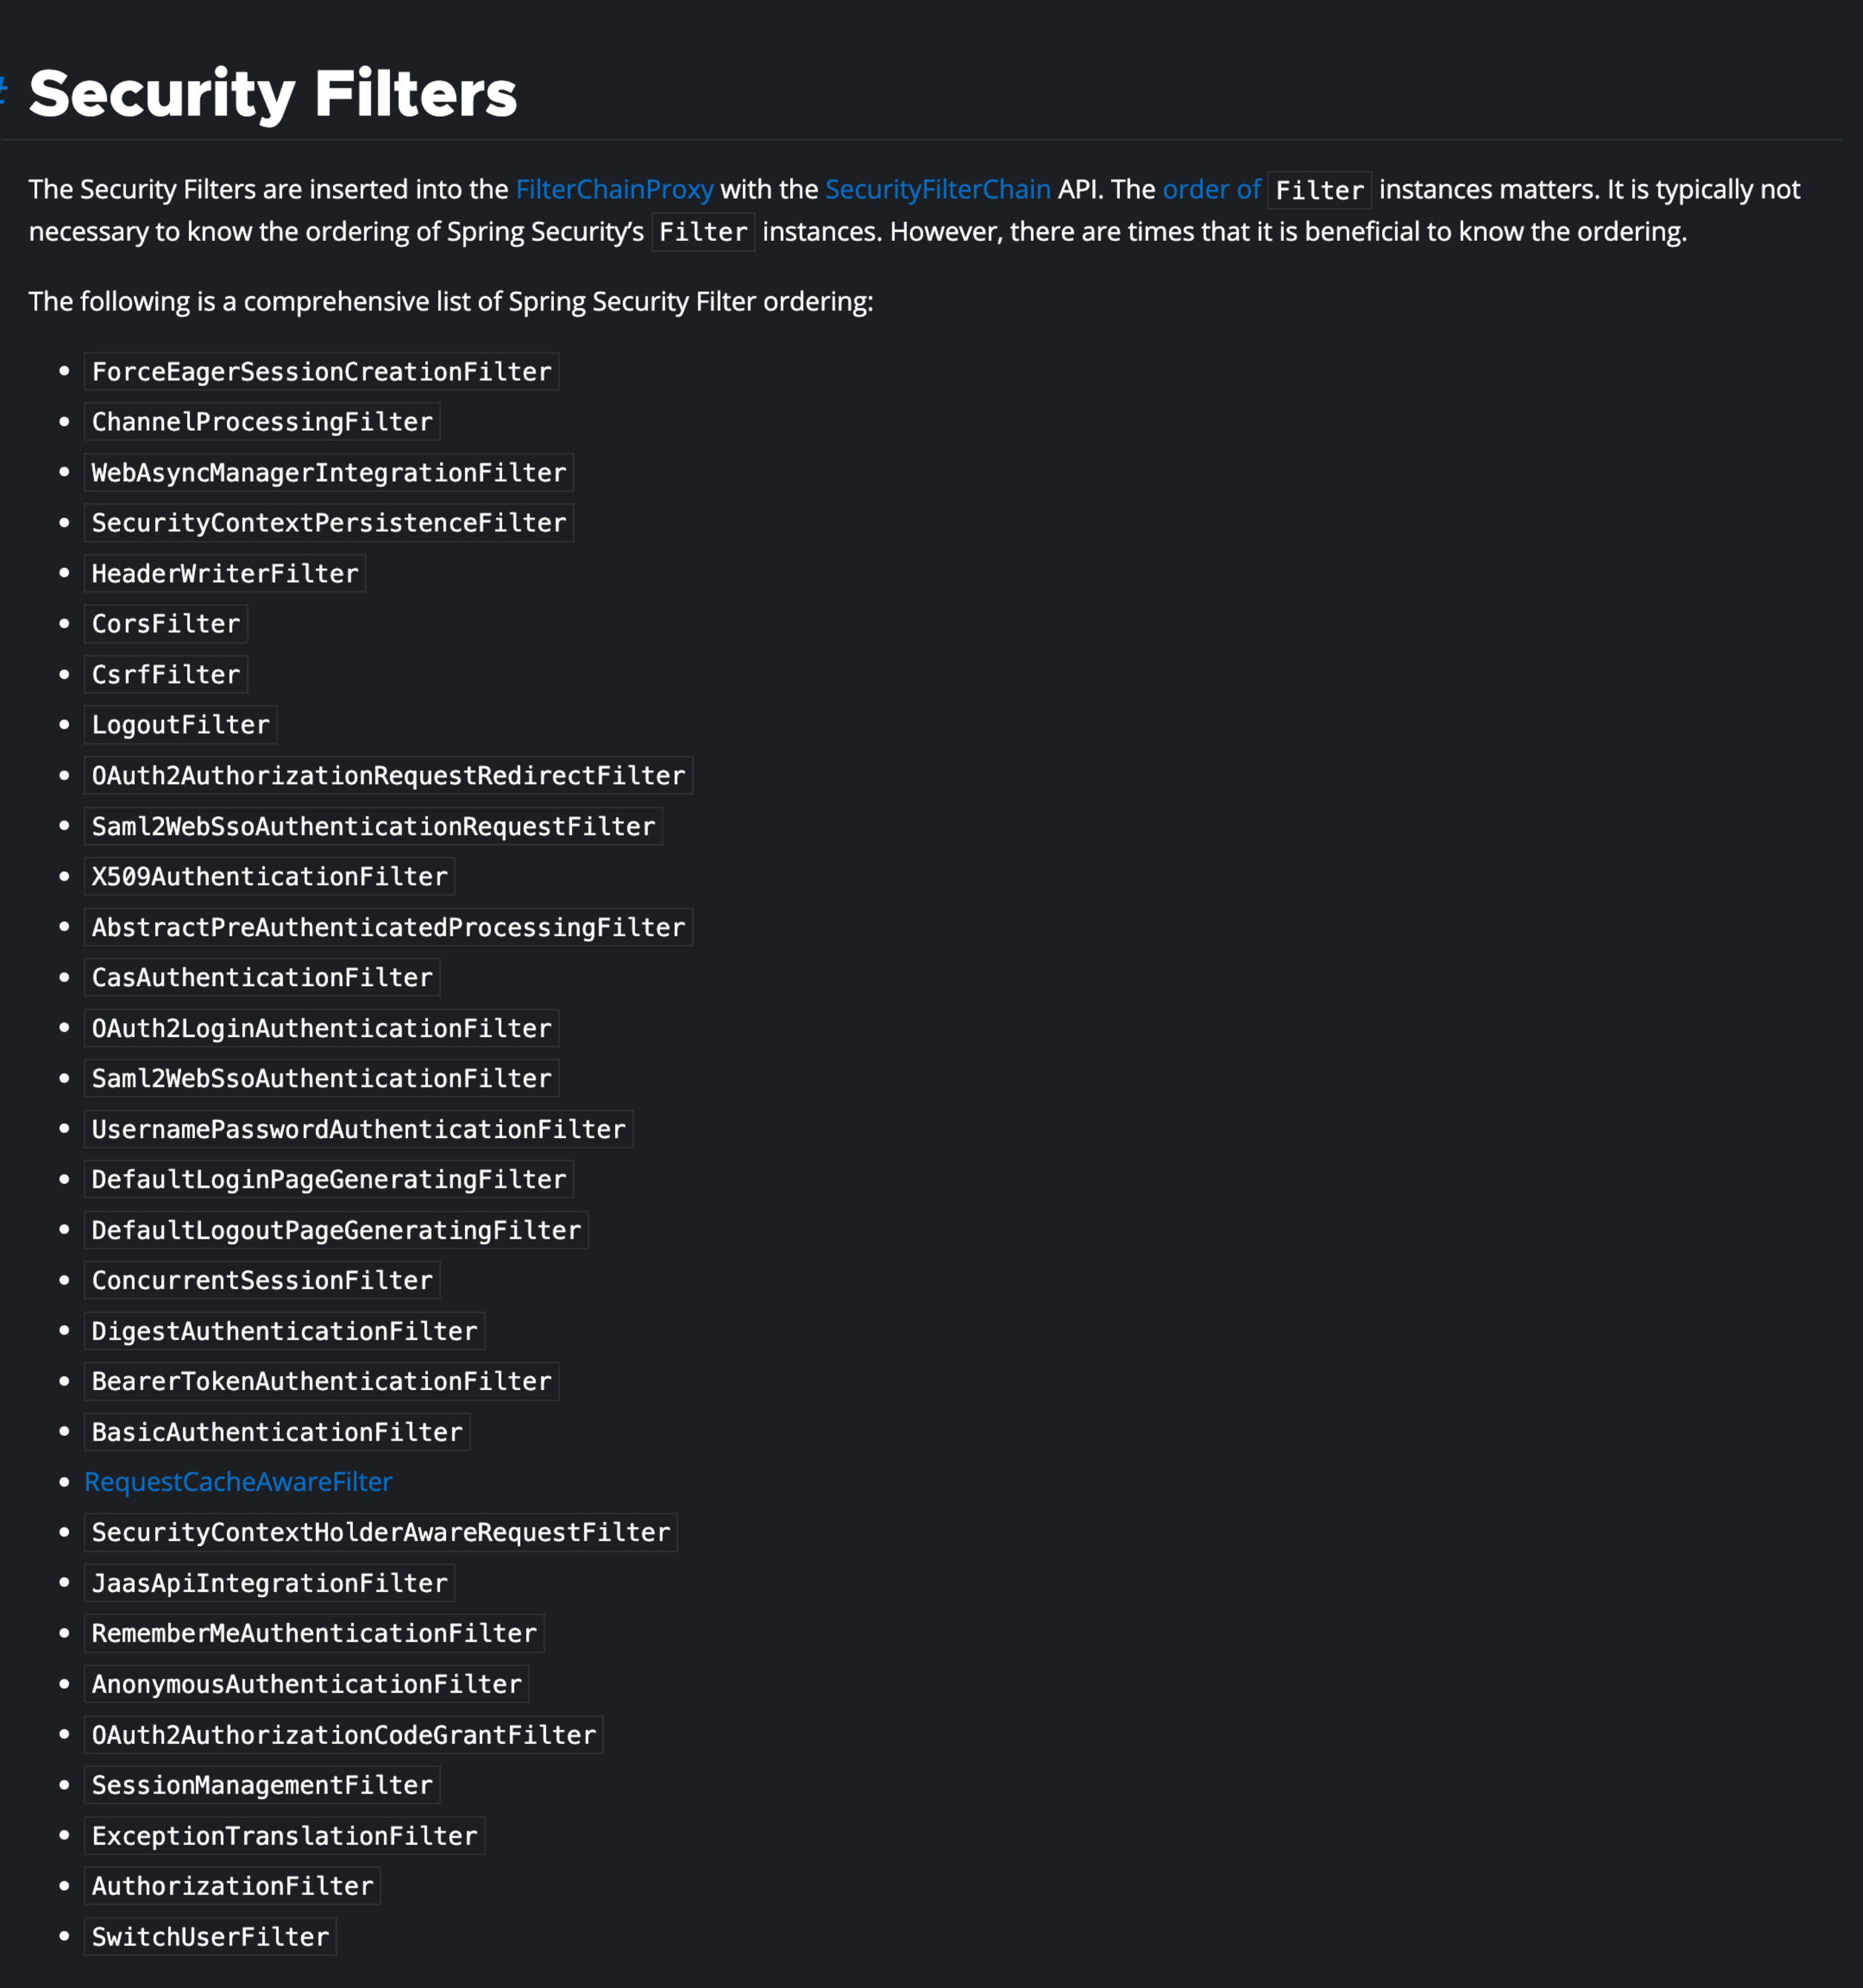 # Security Filters
The Security Filters are inserted into the FilterChainProxy with the SecurityFilterChain API. The order of Filter instances matters. It is typically not
necessary to know the ordering of Spring Security’s Filter instances. However, there are times that it is beneficial to know the ordering.
The following is a comprehensive list of Spring Security Filter ordering:
• ForceEagerSessionCreationFilter
• ChannelProcessingFilter
• WebAsyncManagerIntegrationFilter
• SecurityContextPersistenceFilter
• HeaderWriterFilter
• CorsFilter
• CsrfFilter
• LogoutFilter
• OAuth2AuthorizationRequestRedirectFilter
• Saml2WebSsoAuthenticationRequestFilter
• X509AuthenticationFilter
• AbstractPreAuthenticatedProcessingFilter
• CasAuthenticationFilter
• OAuth2LoginAuthenticationFilter
• Saml2WebSsoAuthenticationFilter
• UsernamePasswordAuthenticationFilter
• DefaultLoginPageGeneratingFilter
• DefaultLogoutPageGeneratingFilter
• ConcurrentSessionFilter
• DigestAuthenticationFilter
• BearerTokenAuthenticationFilter
• BasicAuthenticationFilter
• RequestCacheAwareFilter
• SecurityContextHolderAwareRequestFilter
• JaasApiIntegrationFilter
• RememberMeAuthenticationFilter
• AnonymousAuthenticationFilter
• OAuth2AuthorizationCodeGrantFilter
• SessionManagementFilter
• ExceptionTranslationFilter
• AuthorizationFilter
• SwitchUserFilter